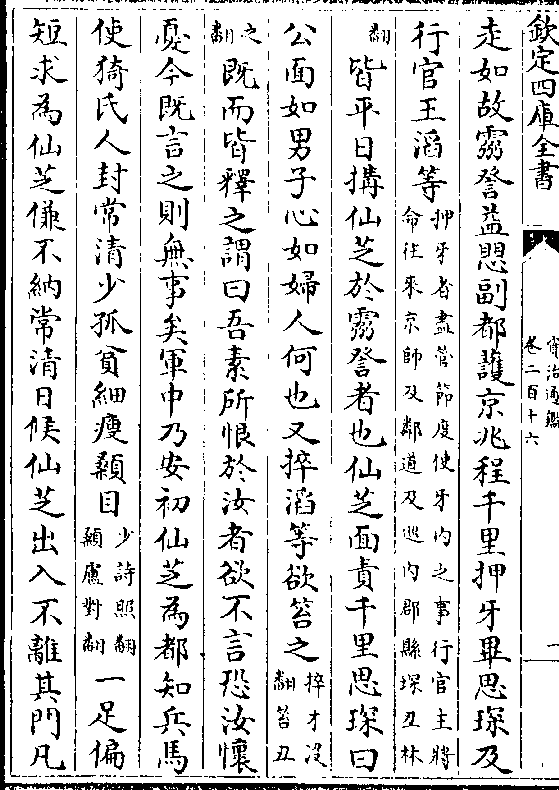 欽定四庫全書
資治通鑑
卷二百十六
走如故靈詧益愳副都護京兆程千里押牙畢思琛及
行官王滔等押牙者盡管節度使牙内之事行官主將命往來京師及鄰道及廵内郡縣琛丑林
翻皆平日搆仙芝於靈詧者也仙芝面責千里思琛曰
公面如男子心如婦人何也又捽滔等欲笞之捽才没翻笞丑
之翻既而皆釋之謂曰吾素所恨於汝者欲不言恐汝懷
憂今既言之則無事矣軍中乃安初仙芝為都知兵馬
使猗氏人封常清少孤貧細瘦纇目少詩照翻纇盧對翻一足偏
短求為仙芝傔不納常清日候仙芝出入不離其門凡